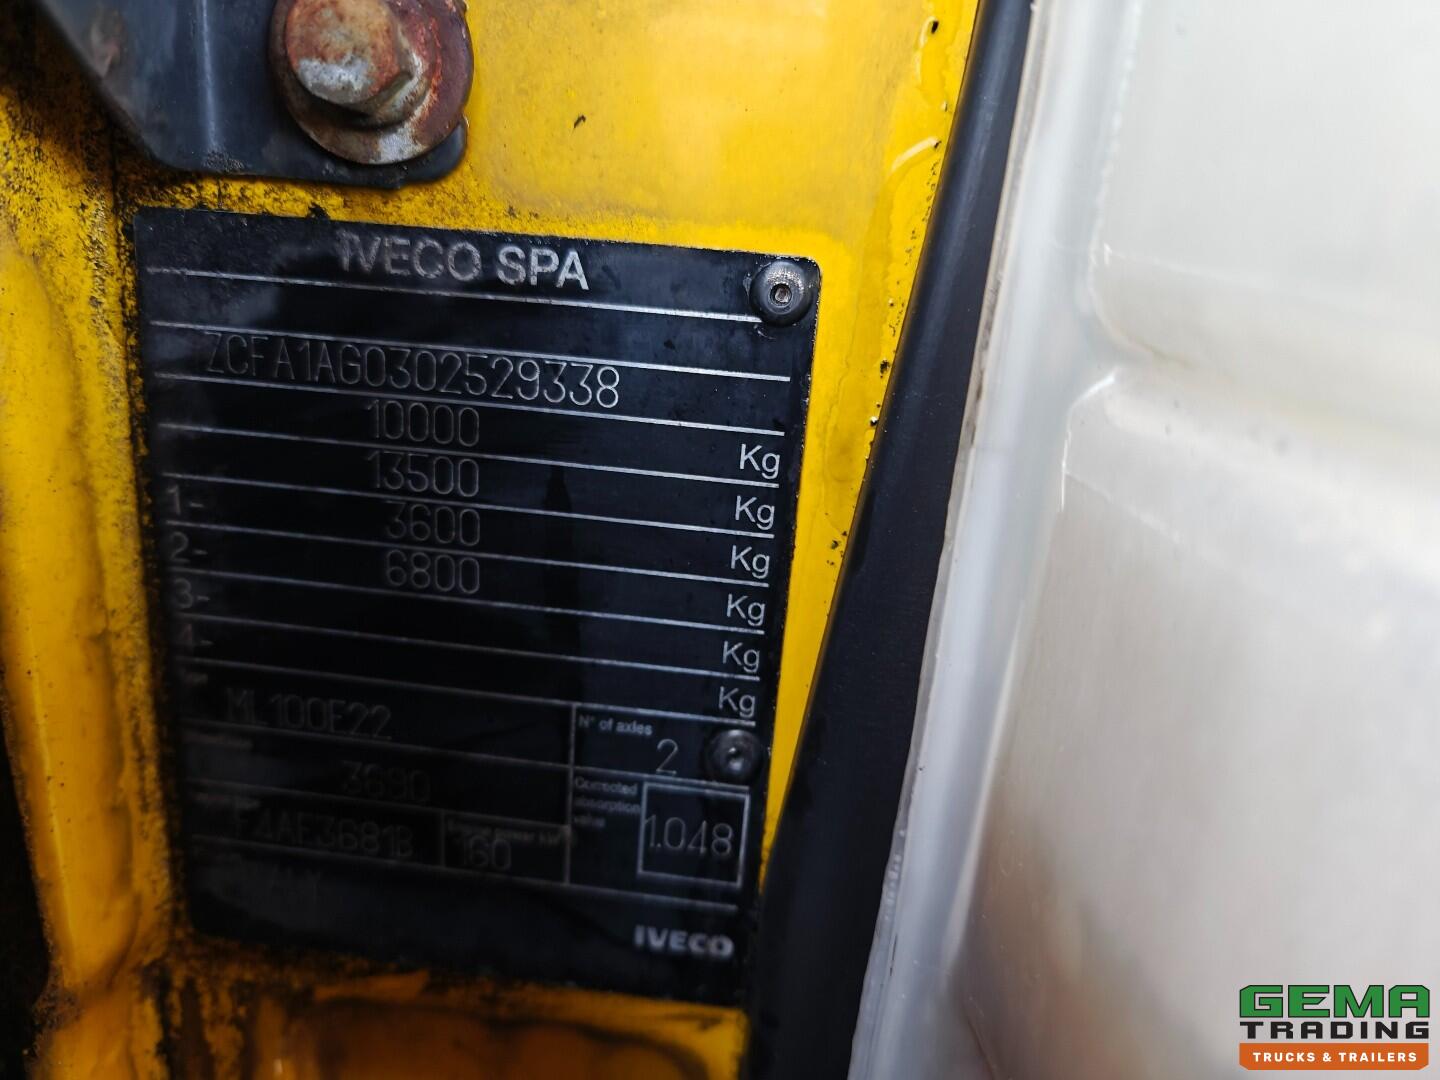 IVECO SPA
ZCFA1AG0302529338
10000 Kg
13500 Kg
1- 3600 Kg
2- 6800 Kg
3- Kg
4- Kg
ML100E22
N° of axles 2
3690
Corrected absorption value 1.048
F4AE3681B 160
IVECO
GEMA
TRADING
TRUCKS & TRAILERS